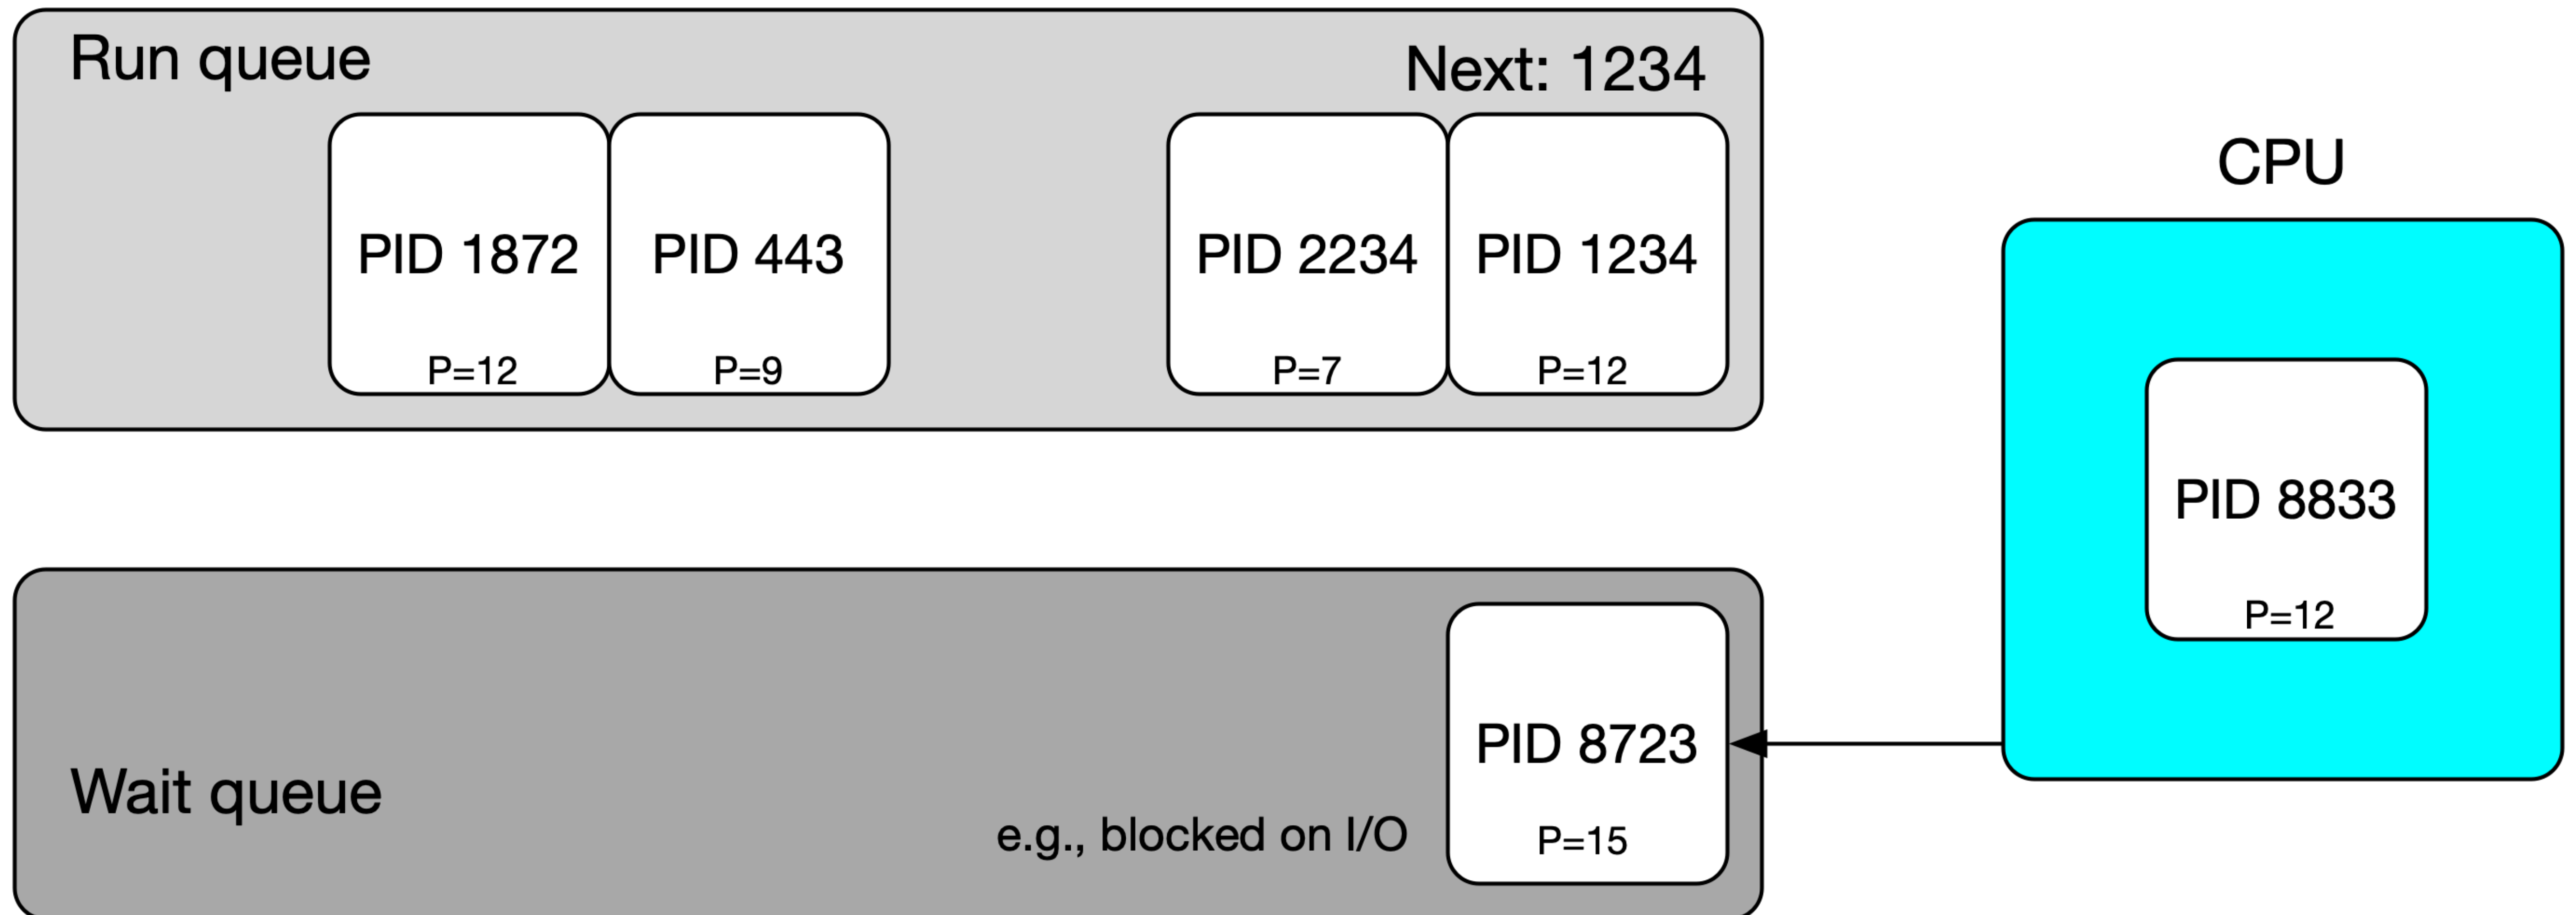 Run queue
Next: 1234
PID 1872
P=12
PID 443
P=9
PID 2234
P=7
PID 1234
P=12
CPU
PID 8833
P=12
Wait queue
e.g., blocked on I/O
PID 8723
P=15